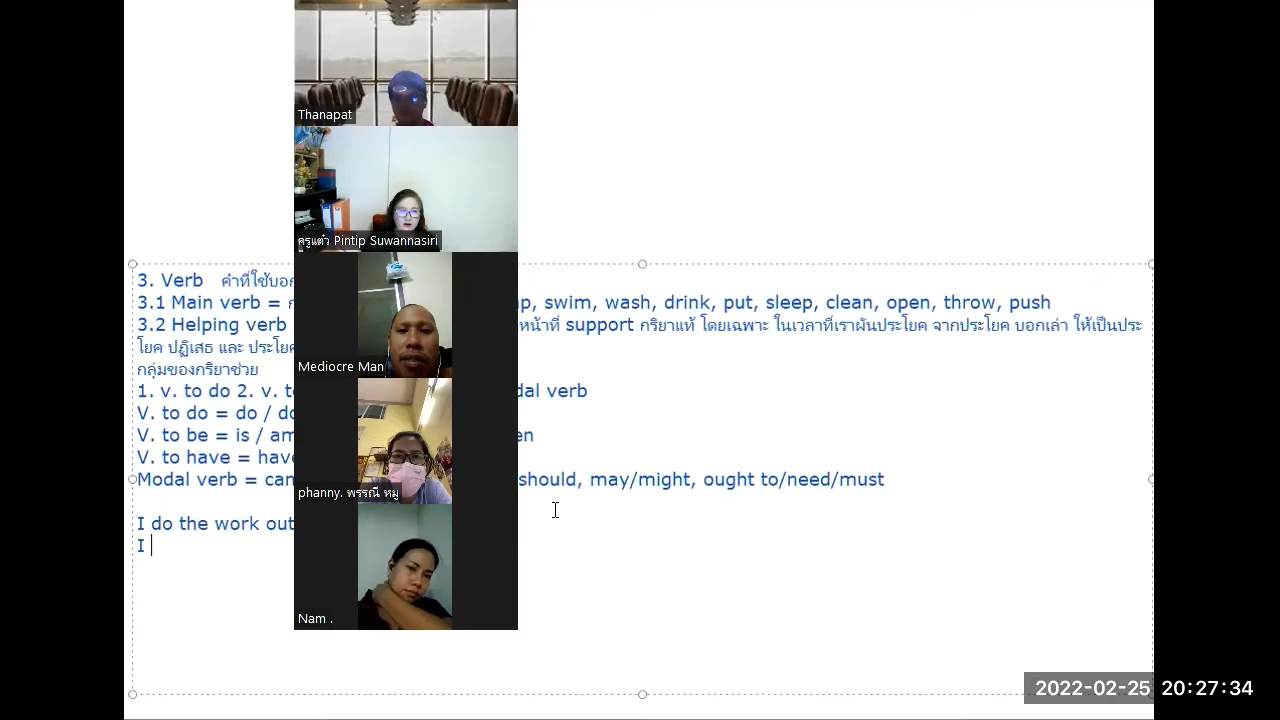 Thanapat
ครูแต๋ว Pintip Suwannasiri
Mediocre Man
phanny. พรรณี หมู
Nam .
3. Verb คำที่ใช้บอก
3.1 Main verb = p, swim, wash, drink, put, sleep, clean, open, throw, push
3.2 Helping verb หน้าที่ support กริยาแท้ โดยเฉพาะ ในเวลาที่เราผันประโยค จากประโยค บอกเล่า ให้เป็นประ
โยค ปฏิเสธ และ ประโยค
กลุ่มของกริยาช่วย
1. v. to do 2. v. to dal verb
V. to do = do / do
V. to be = is / am en
V. to have = have
Modal verb = can should, may/might, ought to/need/must
I do the work out
I
2022-02-25 20:27:34